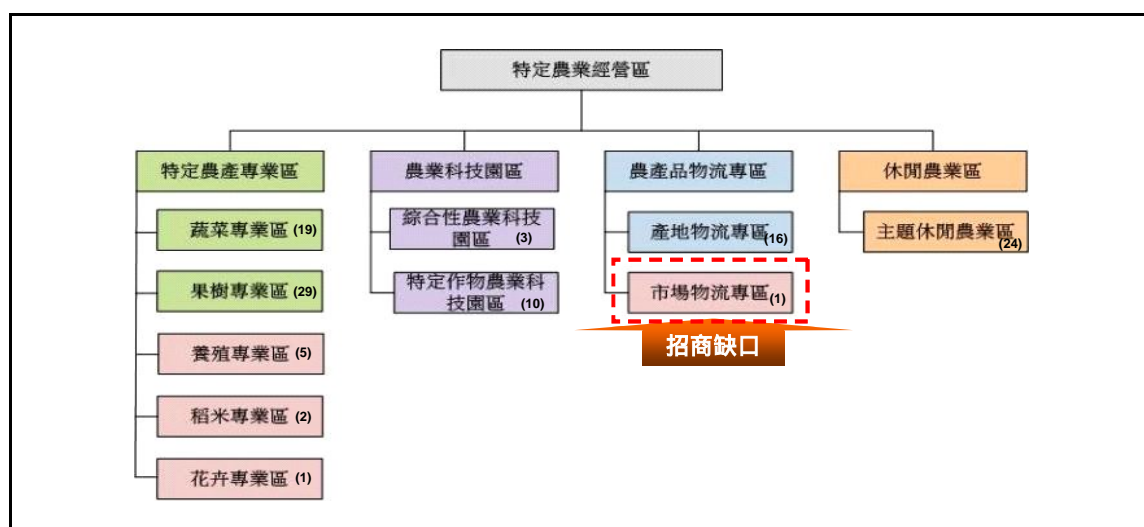 特定農業經營區
特定農產專業區
農業科技園區
農產品物流專區
休閒農業區
蔬菜專業區 (19)
果樹專業區 (29)
養殖專業區 (5)
稻米專業區 (2)
花卉專業區 (1)
綜合性農業科技
園區 (3)
特定作物農業科
技園區 (10)
產地物流專區 (16)
市場物流專區 (1)
招商缺口
主題休閒農業區 (24)